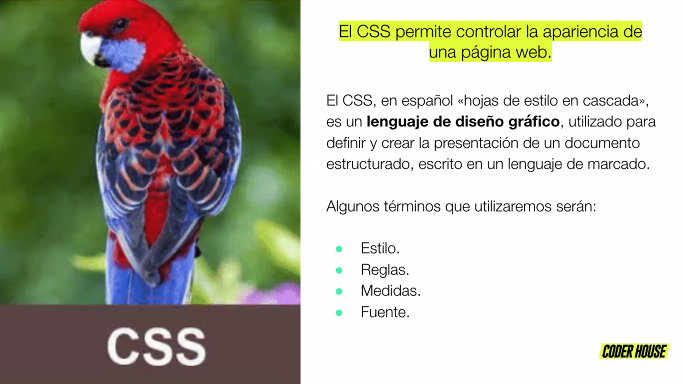 El CSS permite controlar la apariencia de
una página web.
El CSS, en español «hojas de estilo en cascada»,
es un lenguaje de diseño gráfico, utilizado para
definir y crear la presentación de un documento
estructurado, escrito en un lenguaje de marcado.
Algunos términos que utilizaremos serán:
Estilo.
Reglas.
Medidas.
Fuente.
CSS
CODER HOUSE